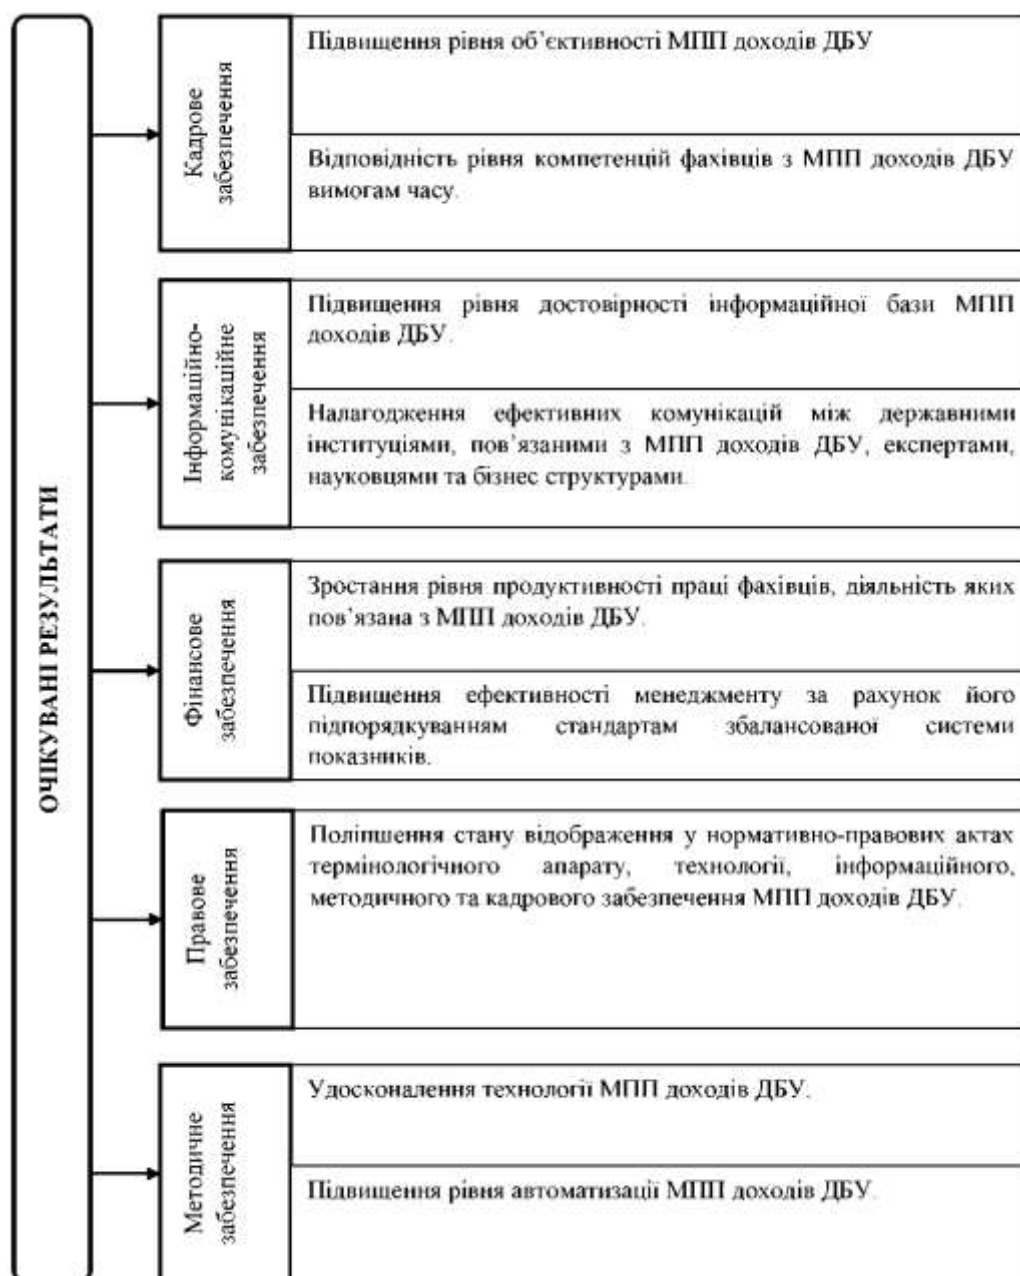 ОЧІКУВАНІ РЕЗУЛЬТАТИ
Кадрове
забезпечення
Підвищення рівня об’єктивності МПП доходів ДБУ
Відповідність рівня компетенцій фахівців з МПП доходів ДБУ
вимогам часу.
Інформаційно-
комунікаційне
забезпечення
Підвищення рівня достовірності інформаційної бази МПП
доходів ДБУ.
Налагодження ефективних комунікацій між державними
інституціями, пов’язаними з МПП доходів ДБУ, експертами,
науковцями та бізнес структурами.
Фінансове
забезпечення
Зростання рівня продуктивності праці фахівців, діяльність яких
пов’язана з МПП доходів ДБУ.
Підвищення ефективності менеджменту за рахунок його
підпорядкуванням стандартам збалансованої системи
показників.
Правове
забезпечення
Поліпшення стану відображення у нормативно-правових актах
термінологічного апарату, технології, інформаційного,
методичного та кадрового забезпечення МПП доходів ДБУ.
Методичне
забезпечення
Удосконалення технології МПП доходів ДБУ.
Підвищення рівня автоматизації МПП доходів ДБУ.